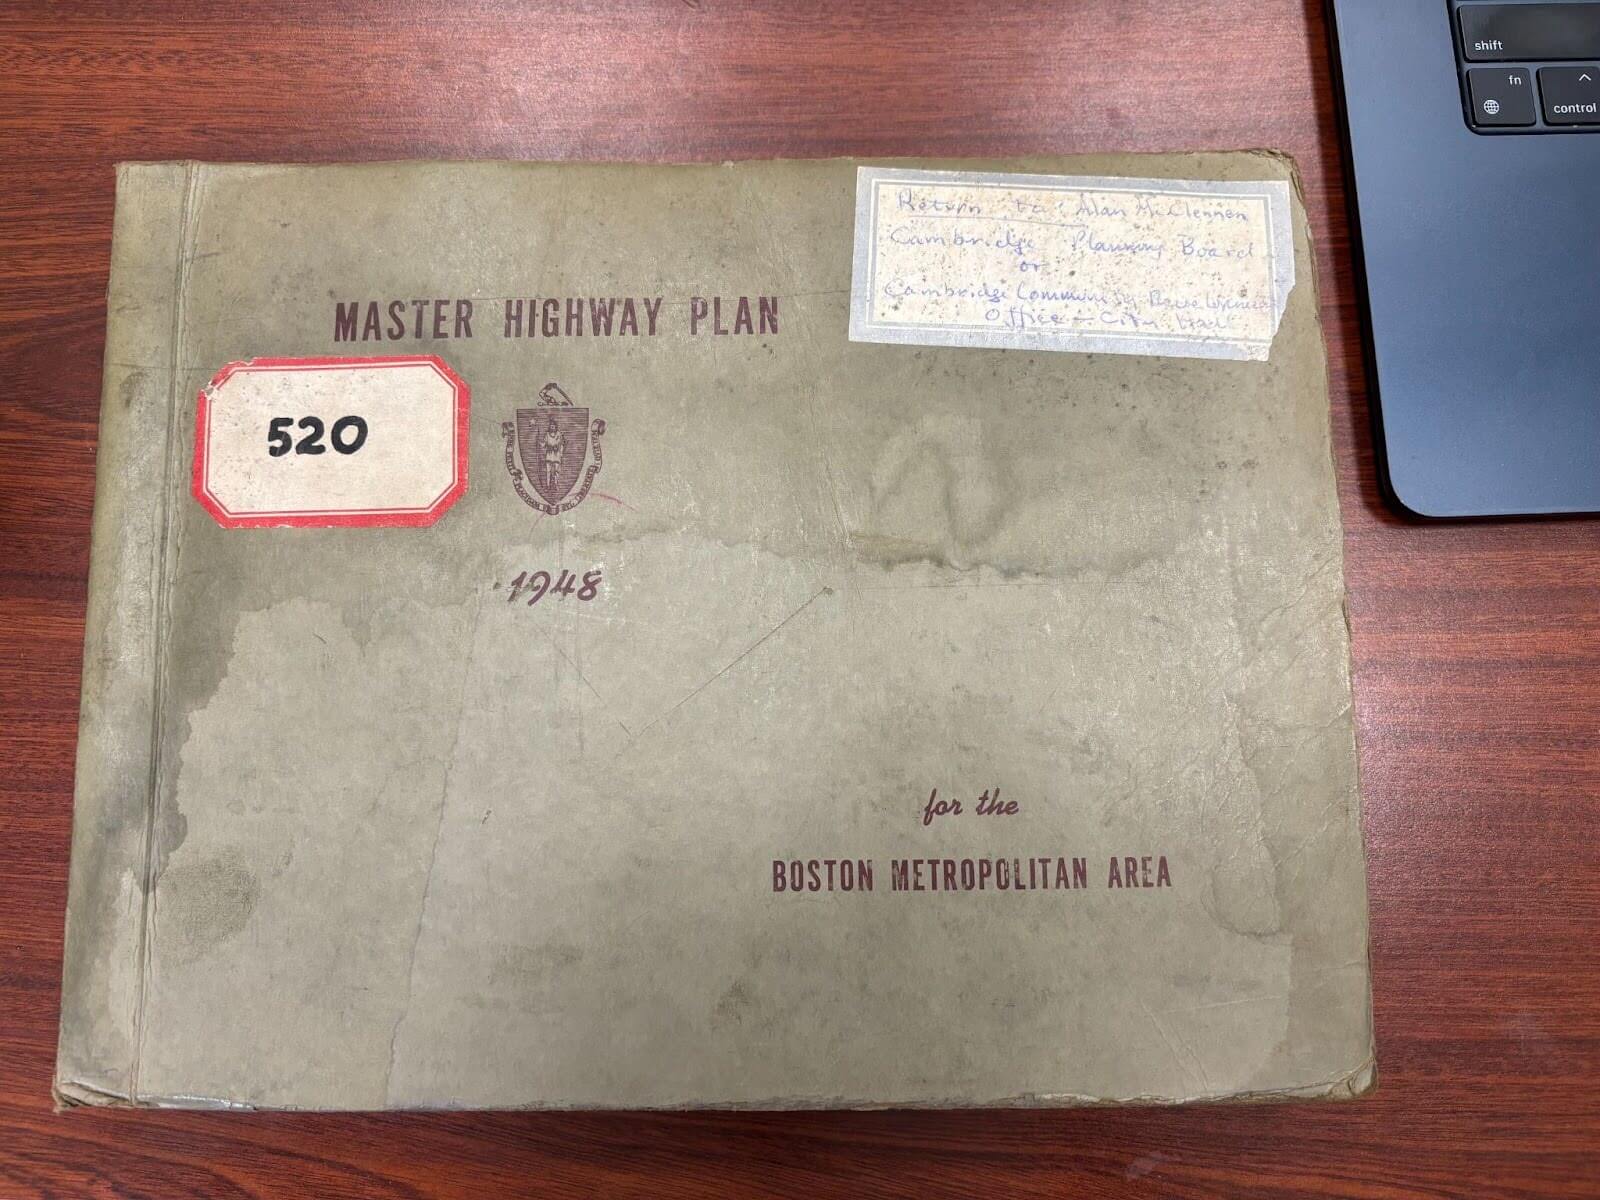 shift
fn
control
Return to: Alan McClennen
Cambridge Planning Board
or
Cambridge Community Development
Office - City Hall
MASTER HIGHWAY PLAN
520
1948
for the
BOSTON METROPOLITAN AREA